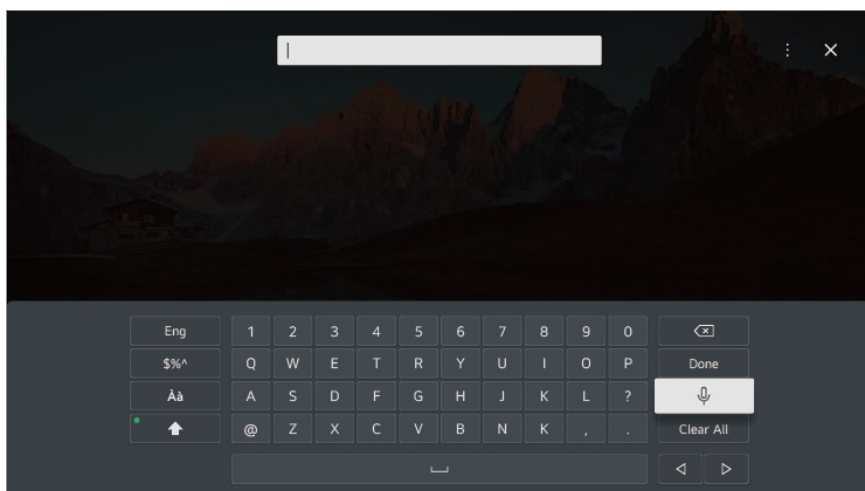 Eng 1 2 3 4 5 6 7 8 9 0
$%^ Q W E T R Y U I O P Done
Àà A S D F G H J K L ?
@ Z X C V B N K , . Clear All